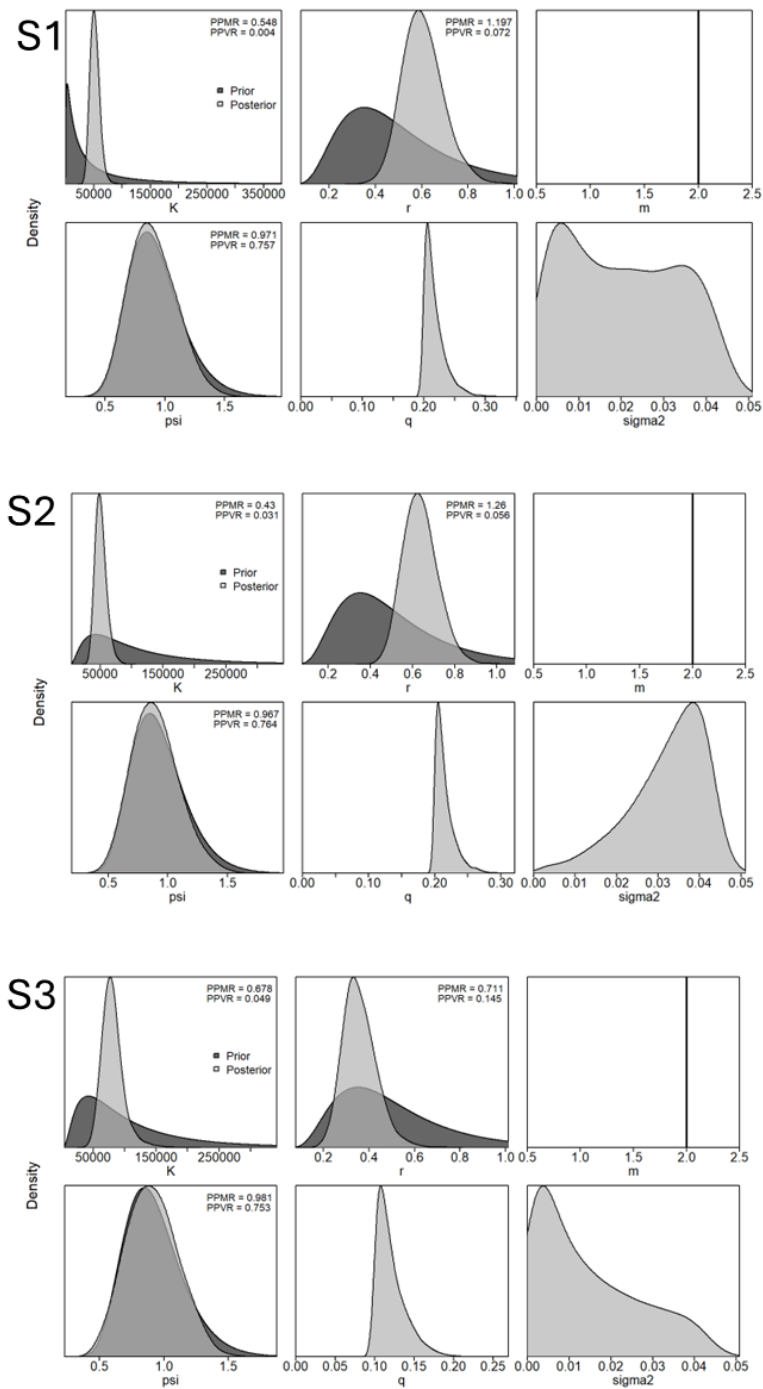 S1
PPMR = 0.548
PPVR = 0.004
Prior
Posterior
50000 150000 250000 350000
K
PPMR = 1.197
PPVR = 0.072
0.2 0.4 0.6 0.8 1.0
r
0.5 1.0 1.5 2.0 2.5
m
Density
PPMR = 0.971
PPVR = 0.757
0.5 1.0 1.5
psi
0.00 0.10 0.20 0.30
q
0.00 0.01 0.02 0.03 0.04 0.05
sigma2
S2
PPMR = 0.43
PPVR = 0.031
Prior
Posterior
50000 150000 250000
K
PPMR = 1.26
PPVR = 0.056
0.2 0.4 0.6 0.8 1.0
r
0.5 1.0 1.5 2.0 2.5
m
Density
PPMR = 0.967
PPVR = 0.764
0.5 1.0 1.5
psi
0.00 0.10 0.20 0.30
q
0.00 0.01 0.02 0.03 0.04 0.05
sigma2
S3
PPMR = 0.678
PPVR = 0.049
Prior
Posterior
50000 150000 250000
K
PPMR = 0.711
PPVR = 0.145
0.2 0.4 0.6 0.8 1.0
r
0.5 1.0 1.5 2.0 2.5
m
Density
PPMR = 0.981
PPVR = 0.753
0.5 1.0 1.5
psi
0.00 0.05 0.10 0.15 0.20 0.25
q
0.00 0.01 0.02 0.03 0.04 0.05
sigma2